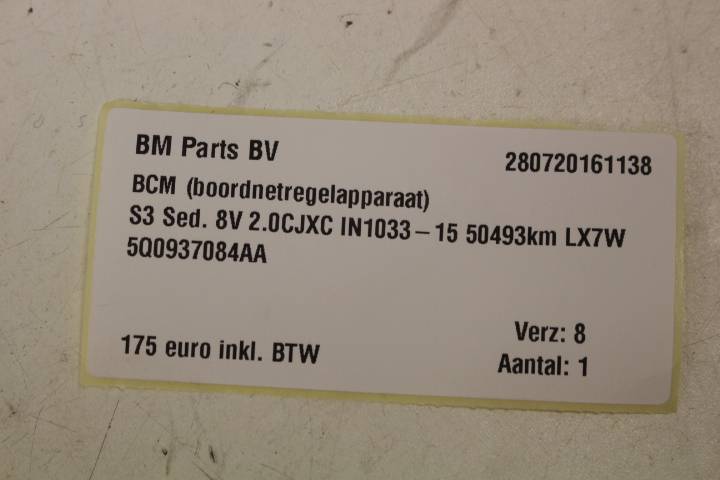 BM Parts BV
280720161138
BCM (boordnetregelapparaat)
S3 Sed. 8V 2.0CJXC IN1033-15 50493km LX7W
5Q0937084AA
Verz: 8
175 euro inkl. BTW
Aantal: 1